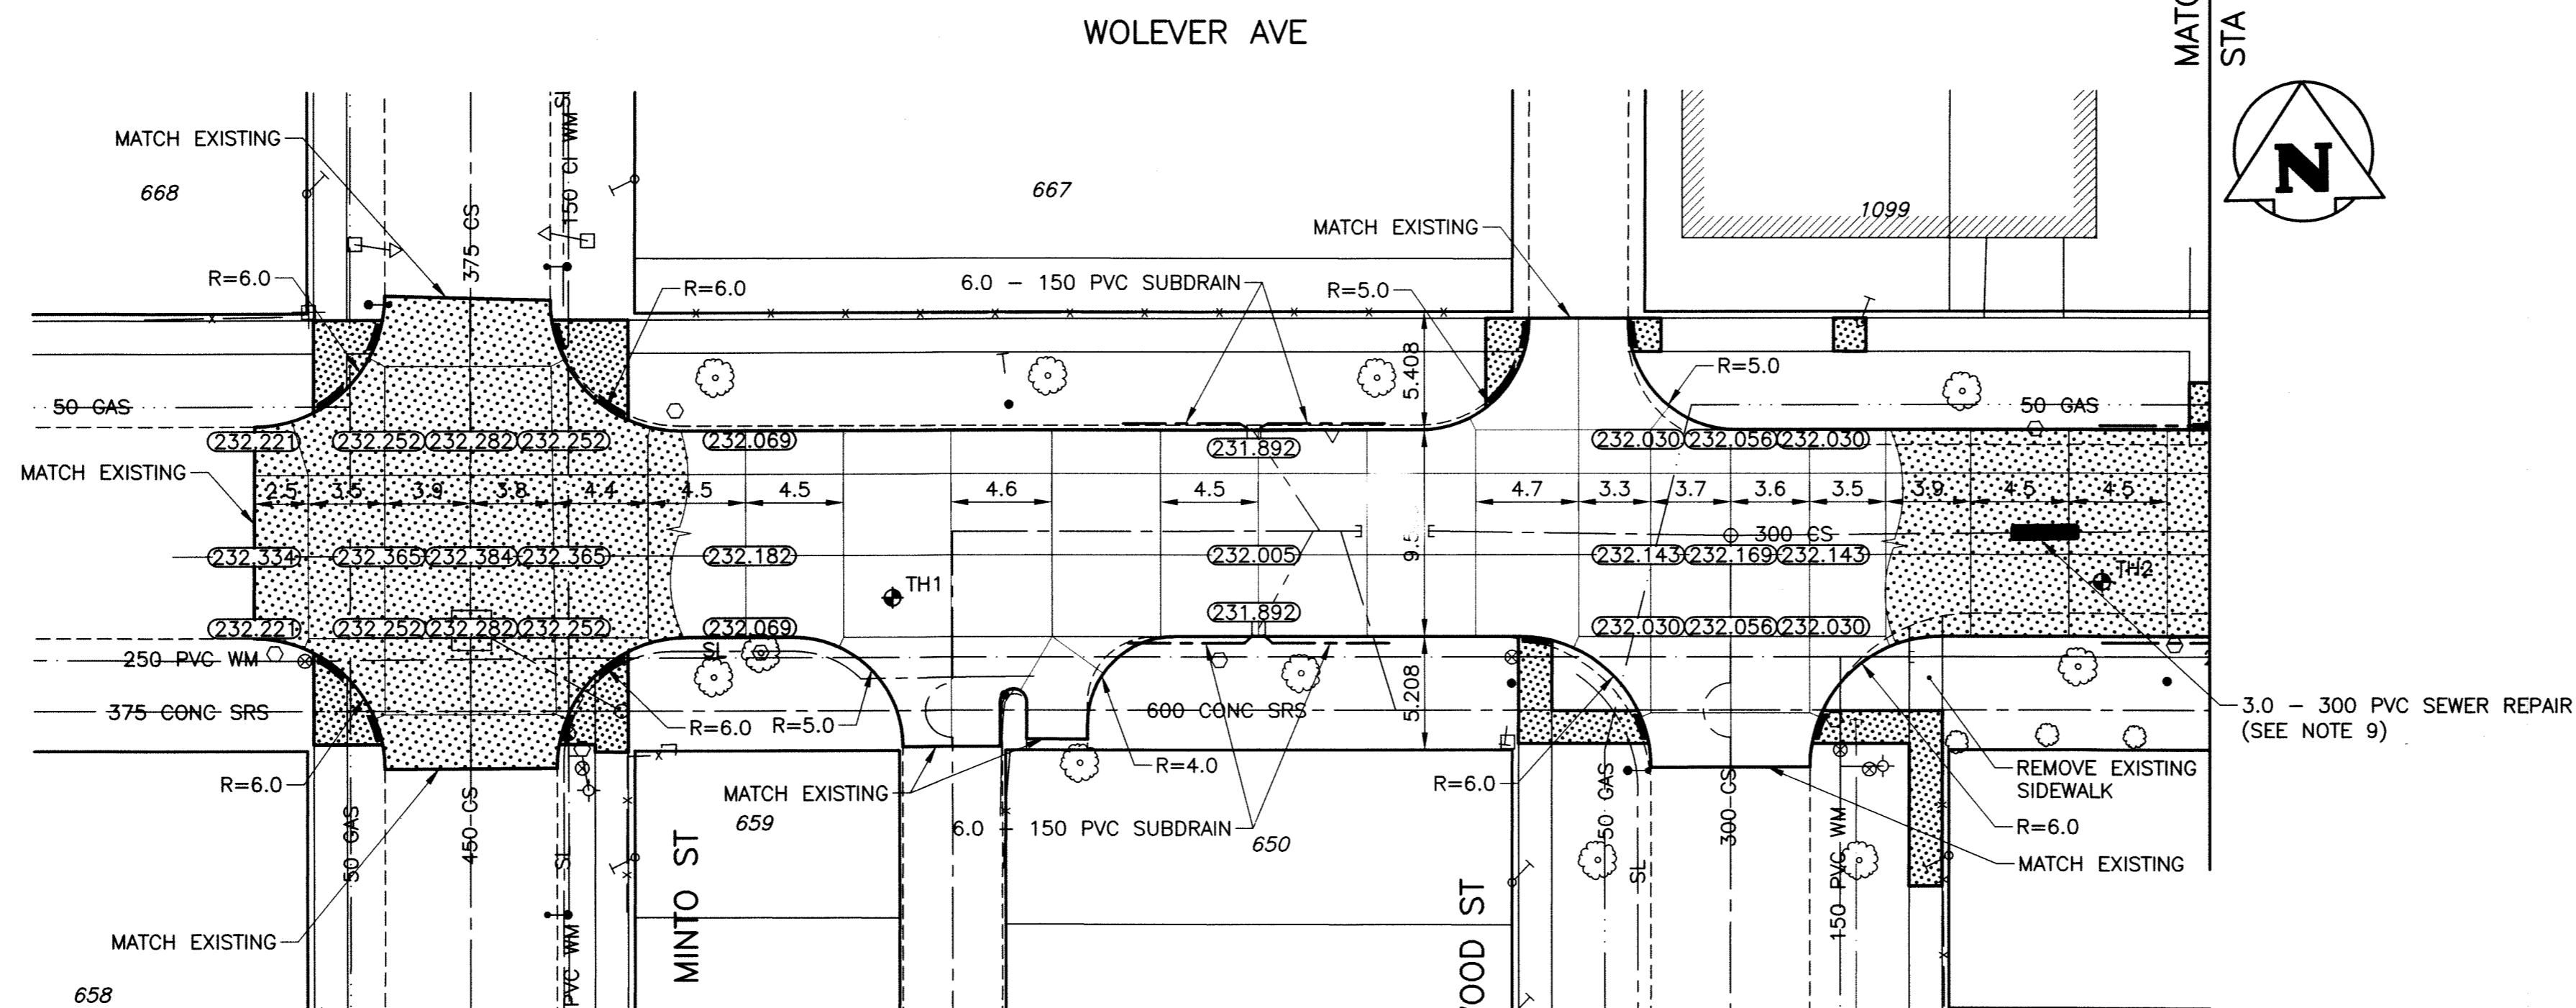 WOLEVER AVE
STA
N
MATCH EXISTING
668
375 CS
150 CI WM
SL
667
1099
MATCH EXISTING
R=6.0
R=6.0
6.0 - 150 PVC SUBDRAIN
R=5.0
5.408
R=5.0
50 GAS
50 GAS
232.221
232.252
232.282
232.252
232.069
231.892
232.030
232.056
232.030
MATCH EXISTING
2.5
3.5
3.9
3.8
4.4
4.5
4.5
4.6
4.5
4.7
3.3
3.7
3.6
3.5
3.9
4.5
4.5
9.5
300 CS
232.334
232.365
232.384
232.365
232.182
232.005
232.143
232.169
232.143
TH1
TH2
231.892
232.221
232.252
232.282
232.252
232.069
232.030
232.056
232.030
SL
250 PVC WM
375 CONC SRS
600 CONC SRS
5.208
3.0 - 300 PVC SEWER REPAIR
(SEE NOTE 9)
R=6.0
R=5.0
R=4.0
R=6.0
R=6.0
REMOVE EXISTING
SIDEWALK
MATCH EXISTING
659
6.0 - 150 PVC SUBDRAIN
650
R=6.0
MATCH EXISTING
50 GAS
450 CS
SL
MINTO ST
50 GAS
SL
300 CS
150 PVC WM
MATCH EXISTING
PVC WM
658